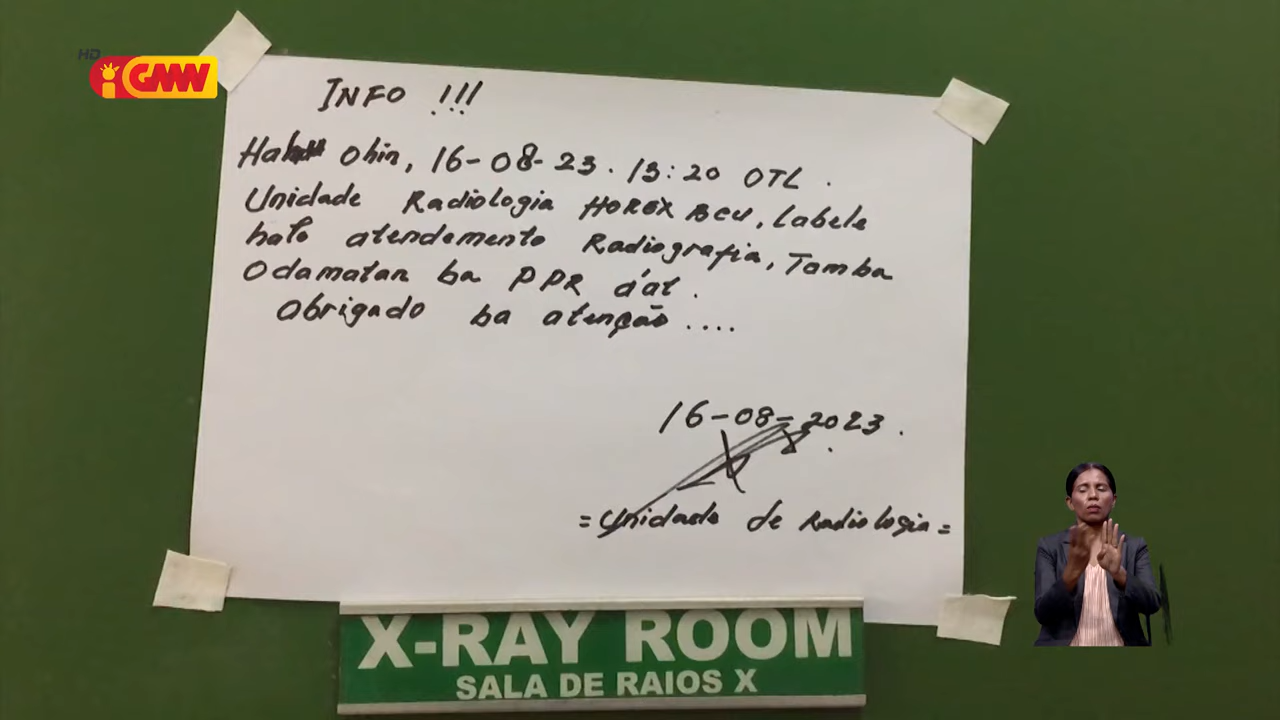 HD
GMN
INFO !!!
Ohin, 16-08-23. 13:20 OTL.
Unidade Radiologia HOREX BCU, Labele
halo atendemento Radiografia, Tamba
Odamatan ba PPR a'at.
Obrigado ba atenção ....
16-08-2023.
=Unidade de Radiologia=
X-RAY ROOM
SALA DE RAIOS X